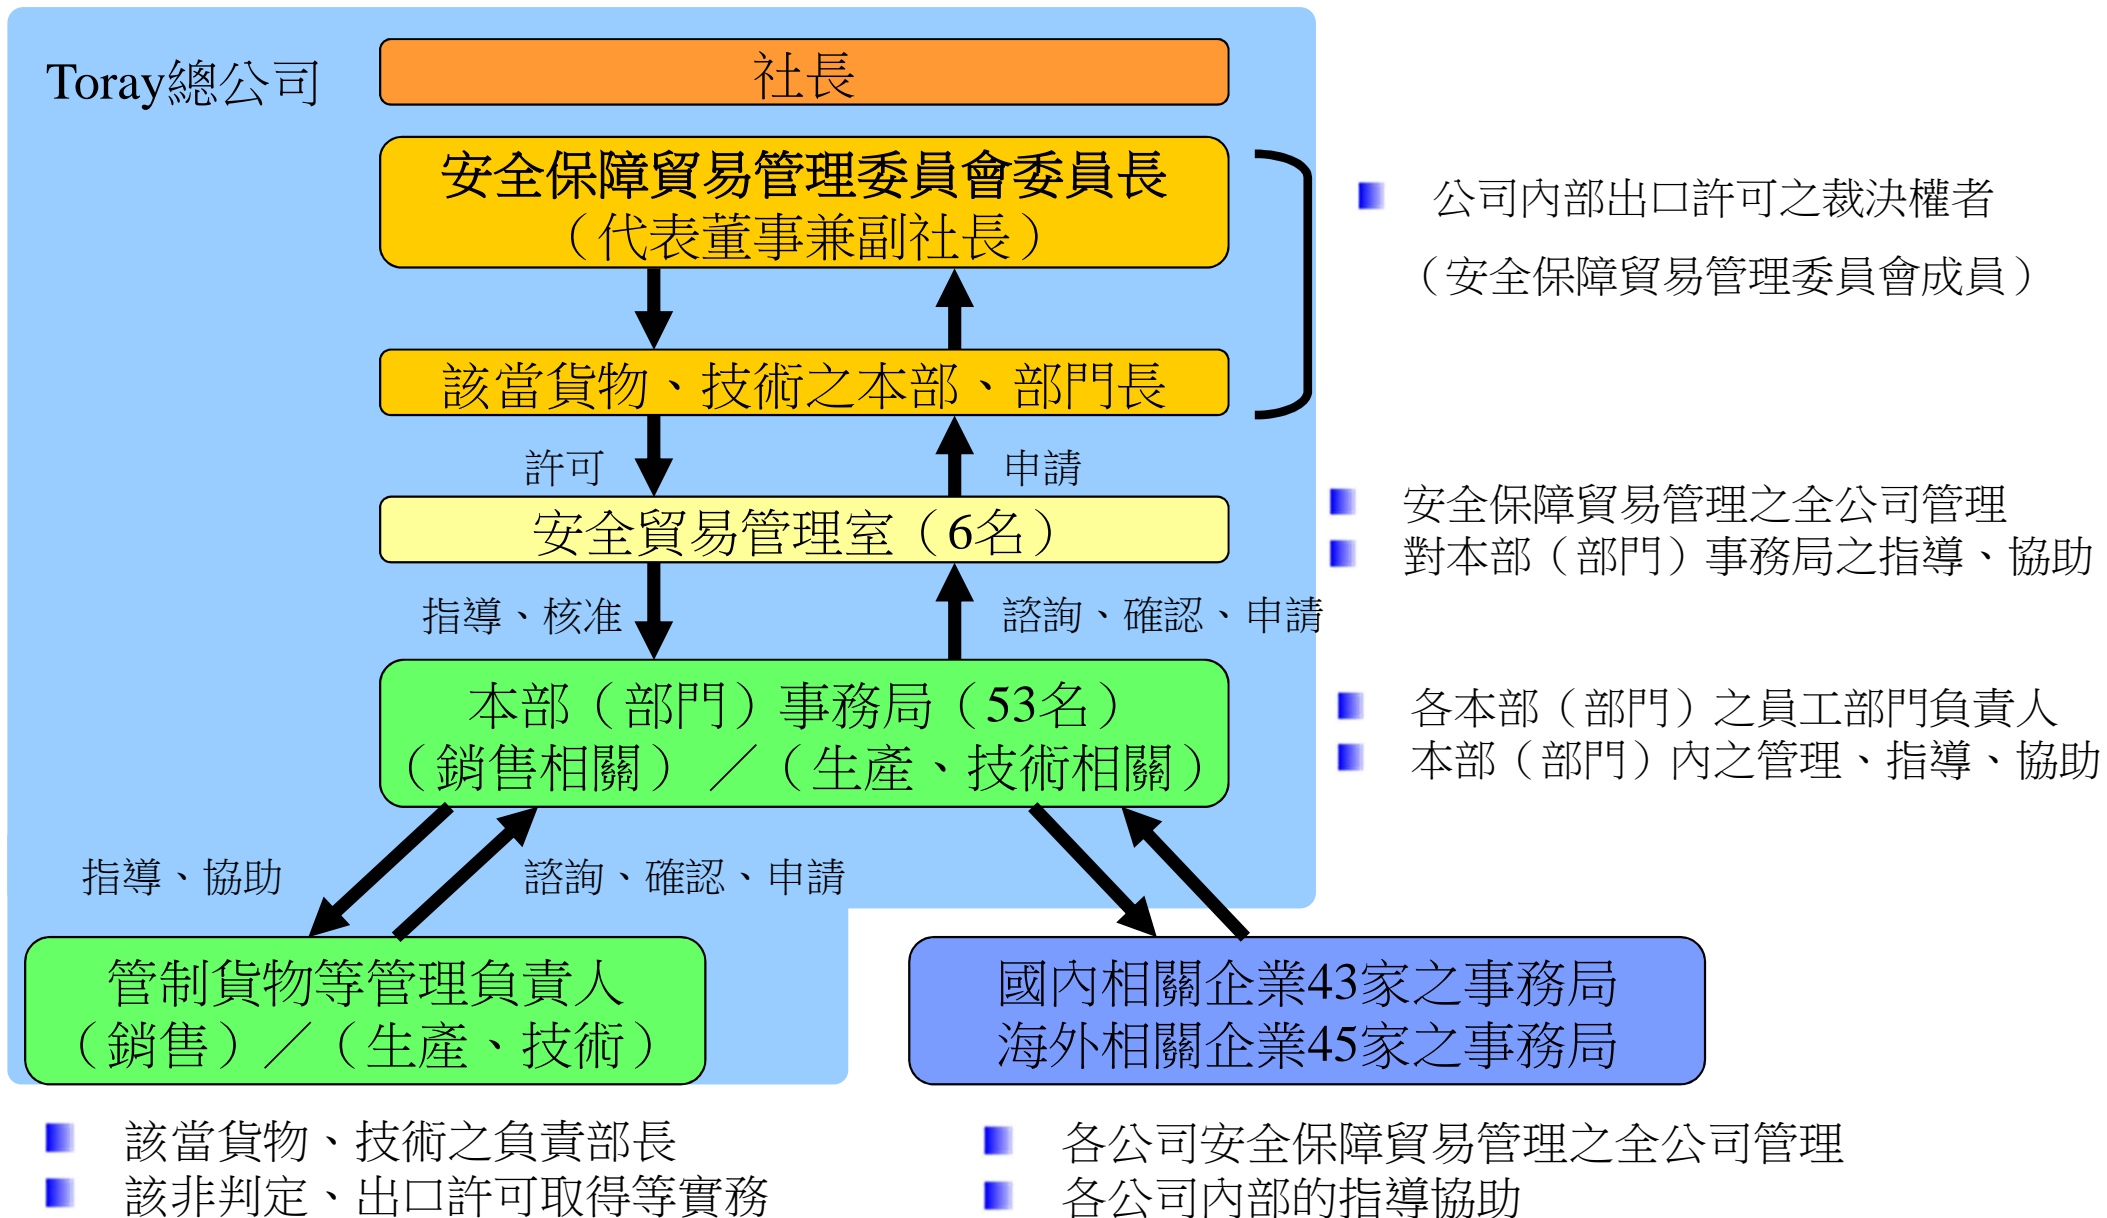 Toray總公司
社長
安全保障貿易管理委員會委員長
（代表董事兼副社長）
公司內部出口許可之裁決權者
（安全保障貿易管理委員會成員）
該當貨物、技術之本部、部門長
許可
申請
安全貿易管理室（6名）
安全保障貿易管理之全公司管理
對本部（部門）事務局之指導、協助
指導、核准
諮詢、確認、申請
本部（部門）事務局（53名）
（銷售相關）／（生產、技術相關）
各本部（部門）之員工部門負責人
本部（部門）內之管理、指導、協助
指導、協助
諮詢、確認、申請
管制貨物等管理負責人
（銷售）／（生產、技術）
國內相關企業43家之事務局
海外相關企業45家之事務局
該當貨物、技術之負責部長
該非判定、出口許可取得等實務
各公司安全保障貿易管理之全公司管理
各公司內部的指導協助